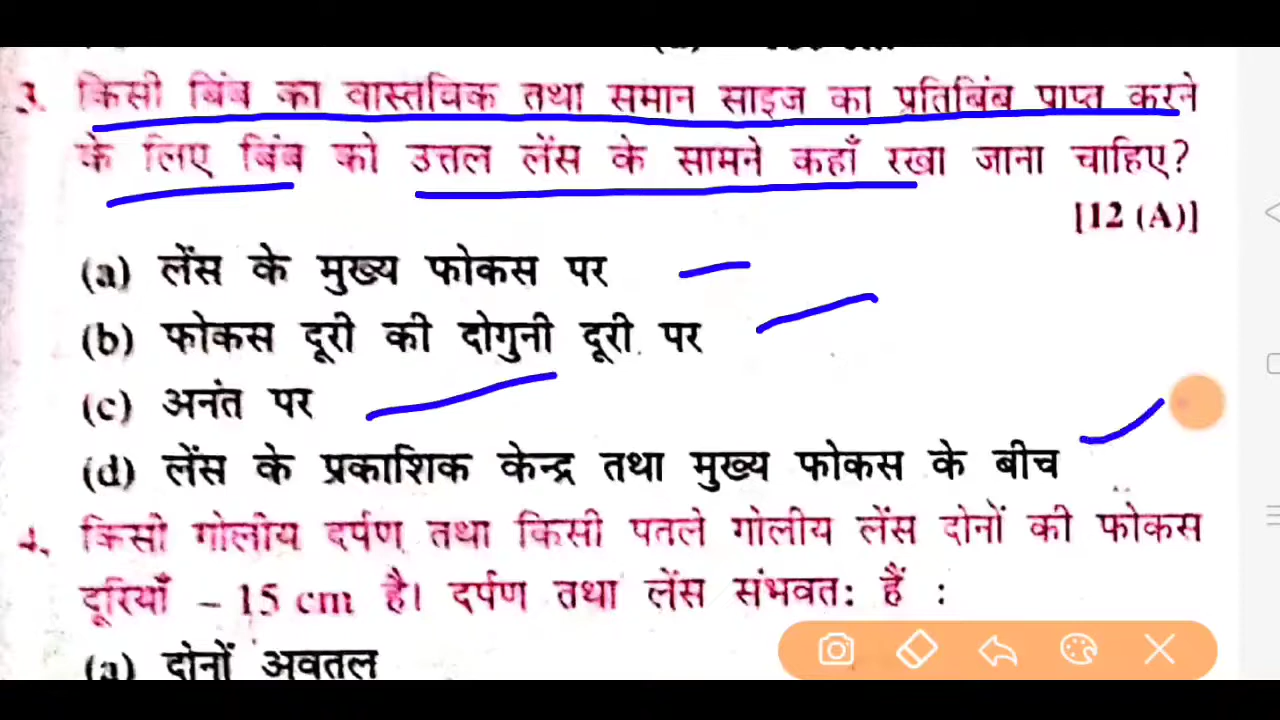 3. किसी बिंब का वास्तविक तथा समान साइज का प्रतिबिंब प्राप्त करने
के लिए बिंब को उत्तल लेंस के सामने कहाँ रखा जाना चाहिए?
[12 (A)]
(a) लेंस के मुख्य फोकस पर
(b) फोकस दूरी की दोगुनी दूरी पर
(c) अनंत पर
(d) लेंस के प्रकाशिक केन्द्र तथा मुख्य फोकस के बीच
4. किसी गोलीय दर्पण तथा किसी पतले गोलीय लेंस दोनों की फोकस
दूरियाँ – 15 cm है। दर्पण तथा लेंस संभवतः हैं :
(a) दोनों अवतल